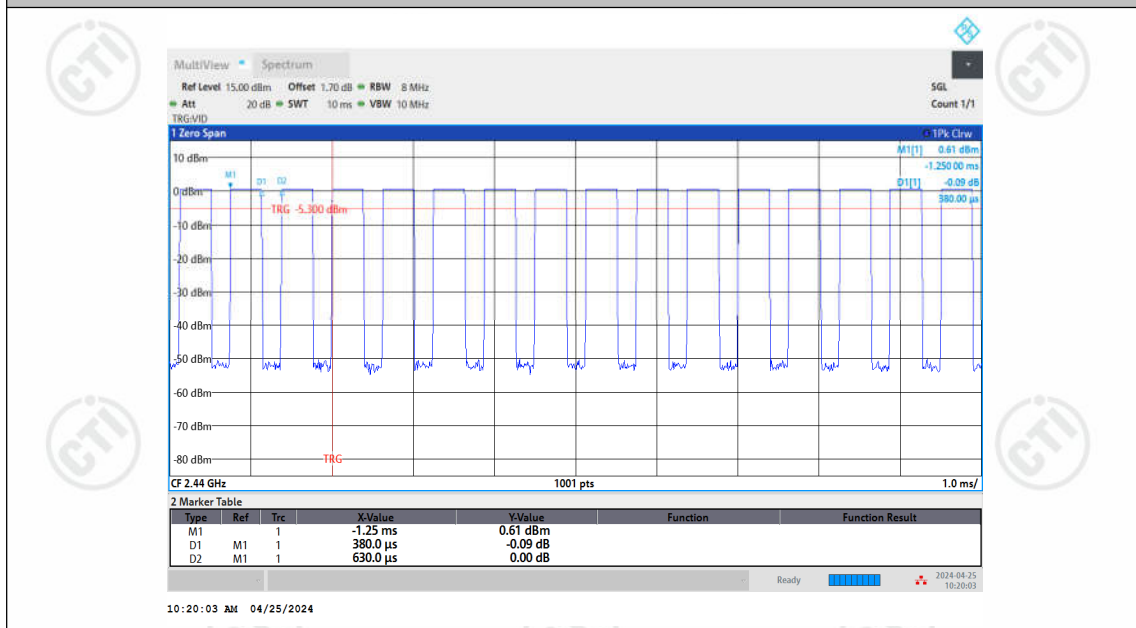 CTI
CTI
MultiView Spectrum
Ref Level 15.00 dBm Offset 1.70 dB RBW 8 MHz SGL
Att 20 dB SWT 10 ms VBW 10 MHz Count 1/1
TRG:VID
1 Zero Span 1Pk Clrw
M1[1] 0.61 dBm
10 dBm
-1.250 00 ms
M1 D1 D2 D1[1] -0.09 dB
0 dBm
380.00 µs
TRG -5.300 dBm
-10 dBm
-20 dBm
-30 dBm
-40 dBm
-50 dBm
-60 dBm
-70 dBm
-80 dBm TRG
CTI
CTI
CF 2.44 GHz 1001 pts 1.0 ms/
2 Marker Table
Type Ref Trc X-Value Y-Value Function Function Result
M1 1 -1.25 ms 0.61 dBm
D1 M1 1 380.0 µs -0.09 dB
D2 M1 1 630.0 µs 0.00 dB
Ready 2024-04-25
10:20:03
10:20:03 AM 04/25/2024